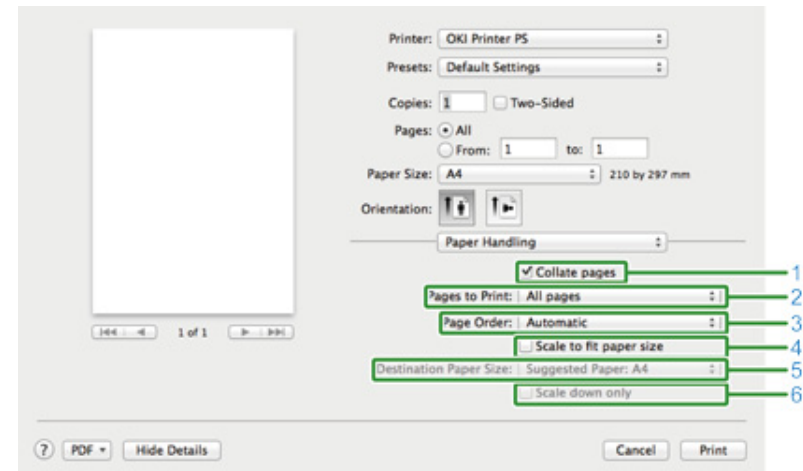 Printer: OKI Printer PS
Presets: Default Settings
Copies: 1 Two-Sided
Pages: All
From: 1 to: 1
Paper Size: A4 210 by 297 mm
Orientation:
Paper Handling
Collate pages 1
Pages to Print: All pages 2
Page Order: Automatic 3
Scale to fit paper size 4
Destination Paper Size: Suggested Paper: A4 5
Scale down only 6
1 of 1
? PDF Hide Details Cancel Print